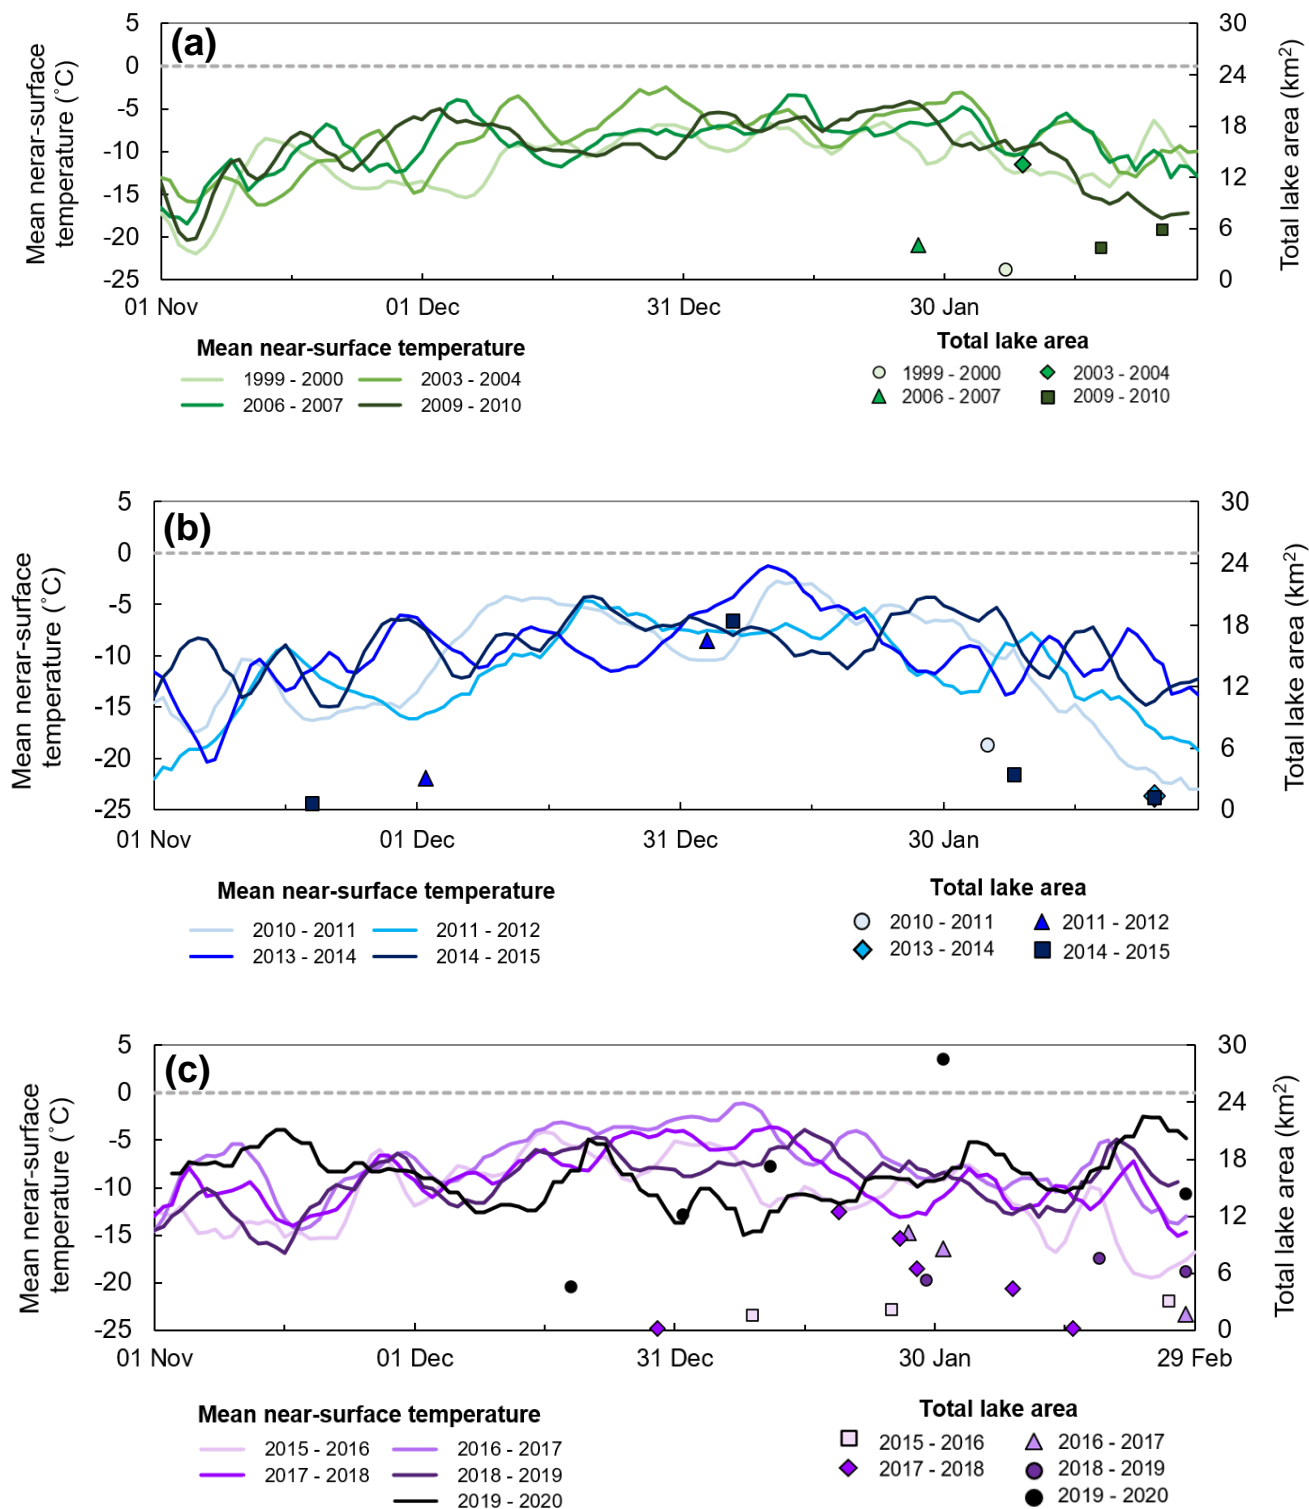 (a)
Mean nerar-surface
temperature (˚C)
5
0
-5
-10
-15
-20
-25
30
24
18
12
6
0
Total lake area (km²)
01 Nov
01 Dec
31 Dec
30 Jan
Mean near-surface temperature
1999 - 2000
2003 - 2004
2006 - 2007
2009 - 2010
Total lake area
1999 - 2000
2003 - 2004
2006 - 2007
2009 - 2010
(b)
Mean nerar-surface
temperature (˚C)
5
0
-5
-10
-15
-20
-25
30
24
18
12
6
0
Total lake area (km²)
01 Nov
01 Dec
31 Dec
30 Jan
Mean near-surface temperature
2010 - 2011
2011 - 2012
2013 - 2014
2014 - 2015
Total lake area
2010 - 2011
2011 - 2012
2013 - 2014
2014 - 2015
(c)
Mean nerar-surface
temperature (˚C)
5
0
-5
-10
-15
-20
-25
30
24
18
12
6
0
Total lake area (km²)
01 Nov
01 Dec
31 Dec
30 Jan
29 Feb
Mean near-surface temperature
2015 - 2016
2016 - 2017
2017 - 2018
2018 - 2019
2019 - 2020
Total lake area
2015 - 2016
2016 - 2017
2017 - 2018
2018 - 2019
2019 - 2020